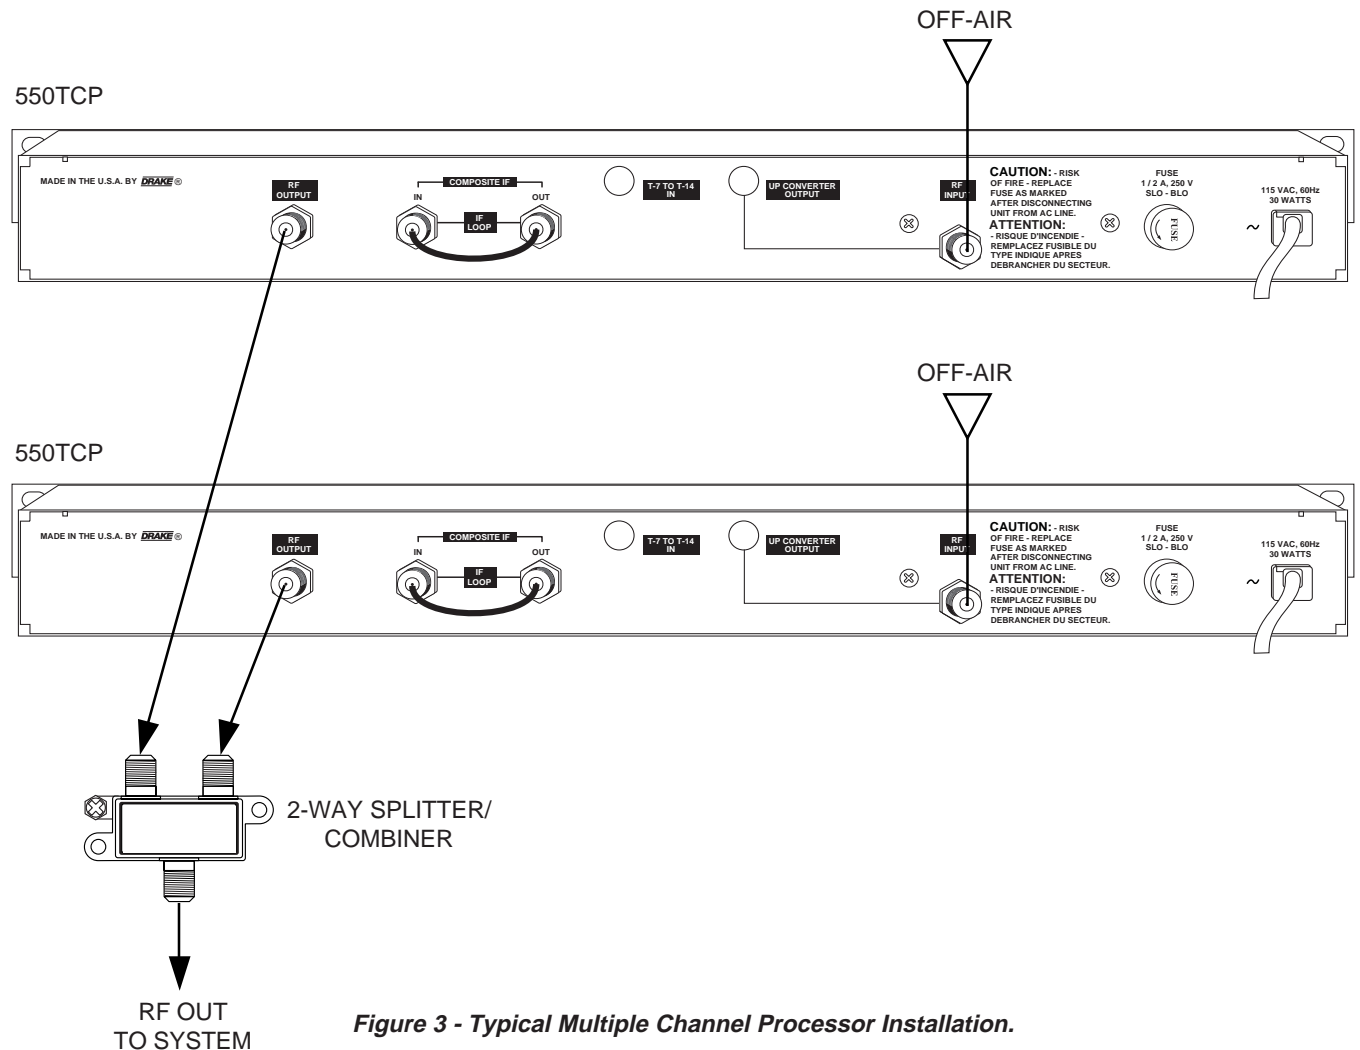 OFF-AIR
550TCP
MADE IN THE U.S.A. BY DRAKE ®
RF
OUTPUT
COMPOSITE IF
IN
OUT
IF
LOOP
T-7 TO T-14
IN
UP CONVERTER
OUTPUT
RF
INPUT
CAUTION: - RISK
OF FIRE - REPLACE
FUSE AS MARKED
AFTER DISCONNECTING
UNIT FROM AC LINE.
ATTENTION:
- RISQUE D'INCENDIE -
REMPLACEZ FUSIBLE DU
TYPE INDIQUE APRES
DEBRANCHER DU SECTEUR.
FUSE
1 / 2 A, 250 V
SLO - BLO
FUSE
115 VAC, 60Hz
30 WATTS
~
OFF-AIR
550TCP
MADE IN THE U.S.A. BY DRAKE ®
RF
OUTPUT
COMPOSITE IF
IN
OUT
IF
LOOP
T-7 TO T-14
IN
UP CONVERTER
OUTPUT
RF
INPUT
CAUTION: - RISK
OF FIRE - REPLACE
FUSE AS MARKED
AFTER DISCONNECTING
UNIT FROM AC LINE.
ATTENTION:
- RISQUE D'INCENDIE -
REMPLACEZ FUSIBLE DU
TYPE INDIQUE APRES
DEBRANCHER DU SECTEUR.
FUSE
1 / 2 A, 250 V
SLO - BLO
FUSE
115 VAC, 60Hz
30 WATTS
~
2-WAY SPLITTER/
COMBINER
RF OUT
TO SYSTEM
Figure 3 - Typical Multiple Channel Processor Installation.